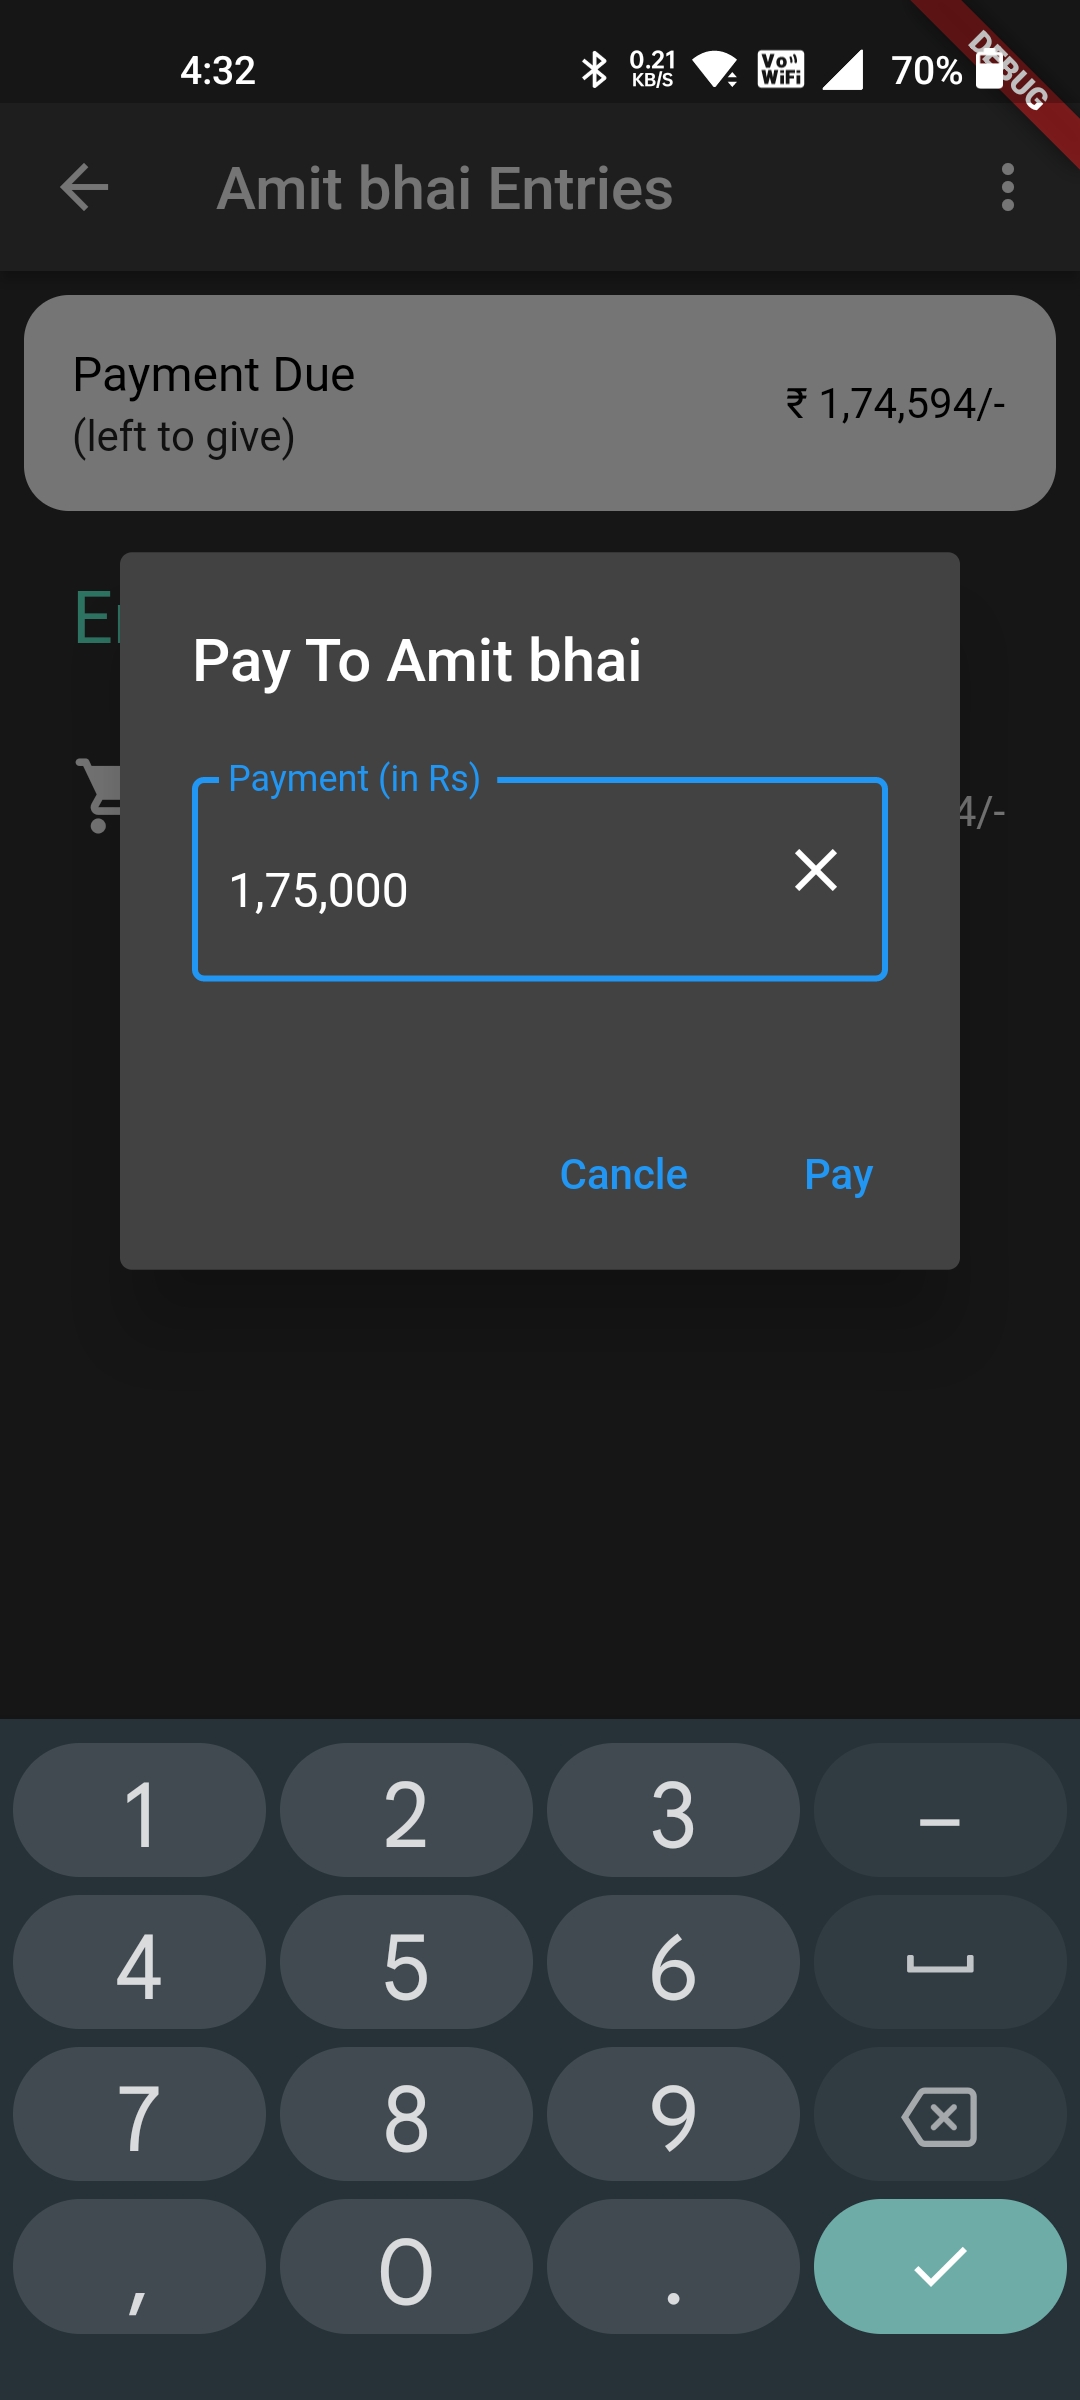 4:32
0.21
KB/S
Vo
WiFi
70%
DEBUG
Amit bhai Entries
Payment Due
₹ 1,74,594/-
(left to give)
Pay To Amit bhai
Payment (in Rs)
4/-
1,75,000
Cancle
Pay
1
2
3
4
5
6
7
8
9
,
0
.